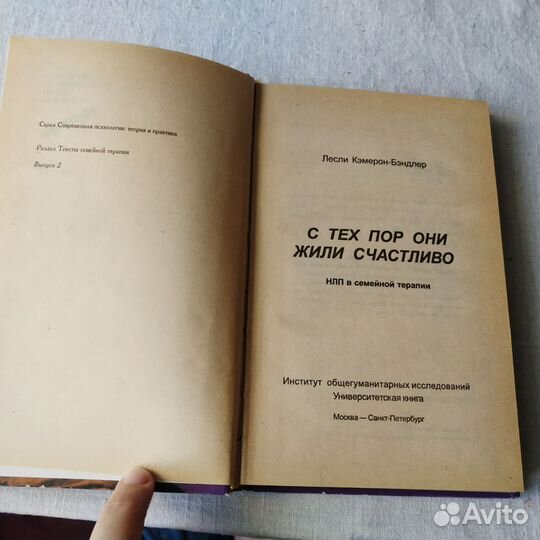 Серия Современная психология: теория и практика
Раздел Тексты семейной терапии
Выпуск 2
Лесли Кэмерон-Бэндлер
С ТЕХ ПОР ОНИ
ЖИЛИ СЧАСТЛИВО
НЛП в семейной терапии
Институт общегуманитарных исследований
Университетская книга
Москва — Санкт-Петербург
Avito